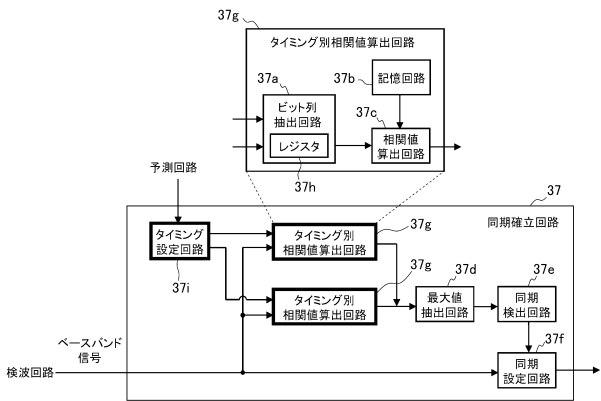 37g
タイミング別相関値算出回路
37a
37b
ビット列
抽出回路
記憶回路
37c
レジスタ
相関値
算出回路
37h
予測回路
37
同期確立回路
タイミング
設定回路
タイミング別
相関値算出回路
37g
37i
37g
タイミング別
相関値算出回路
37d
最大値
抽出回路
37e
同期
検出回路
37f
ベースバンド
信号
検波回路
同期
設定回路